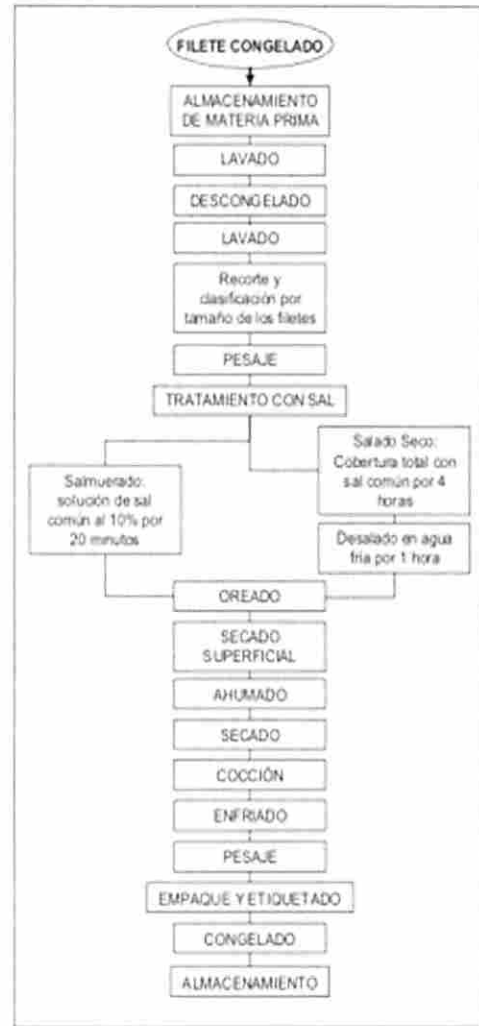 FILETE CONGELADO
ALMACENAMIENTO
DE MATERIA PRIMA
LAVADO
DESCONGELADO
LAVADO
Recorte y
clasificación por
tamaño de los filetes
PESAJE
TRATAMIENTO CON SAL
Salmuerado:
solución de sal
común al 10% por
20 minutos
Salado Seco:
Cobertura total con
sal común por 4
horas
Desalado en agua
fría por 1 hora
OREADO
SECADO
SUPERFICIAL
AHUMADO
SECADO
COCCIÓN
ENFRIADO
PESAJE
EMPAQUE Y ETIQUETADO
CONGELADO
ALMACENAMIENTO